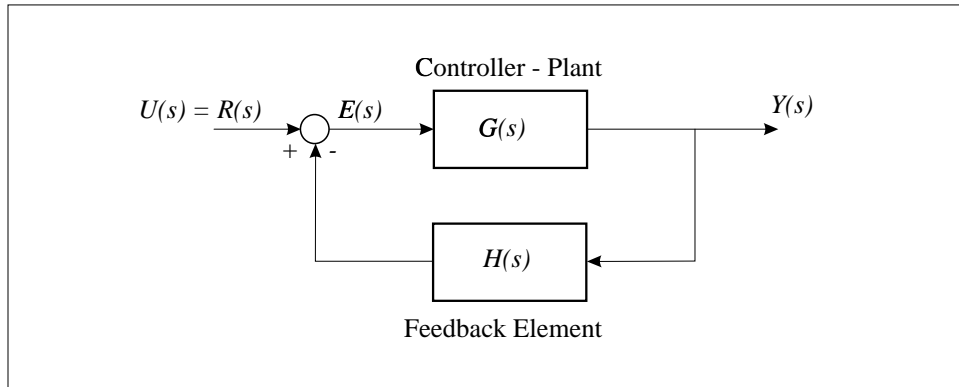 Controller - Plant
U(s) = R(s)
E(s)
Y(s)
G(s)
+
-
H(s)
Feedback Element